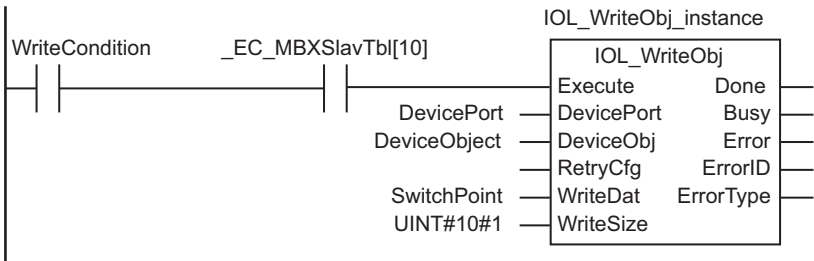 IOL_WriteObj_instance
WriteCondition _EC_MBXSlavTbl[10]
IOL_WriteObj
Execute Done
DevicePort DevicePort Busy
DeviceObject DeviceObj Error
RetryCfg ErrorID
SwitchPoint WriteDat ErrorType
UINT#10#1 WriteSize